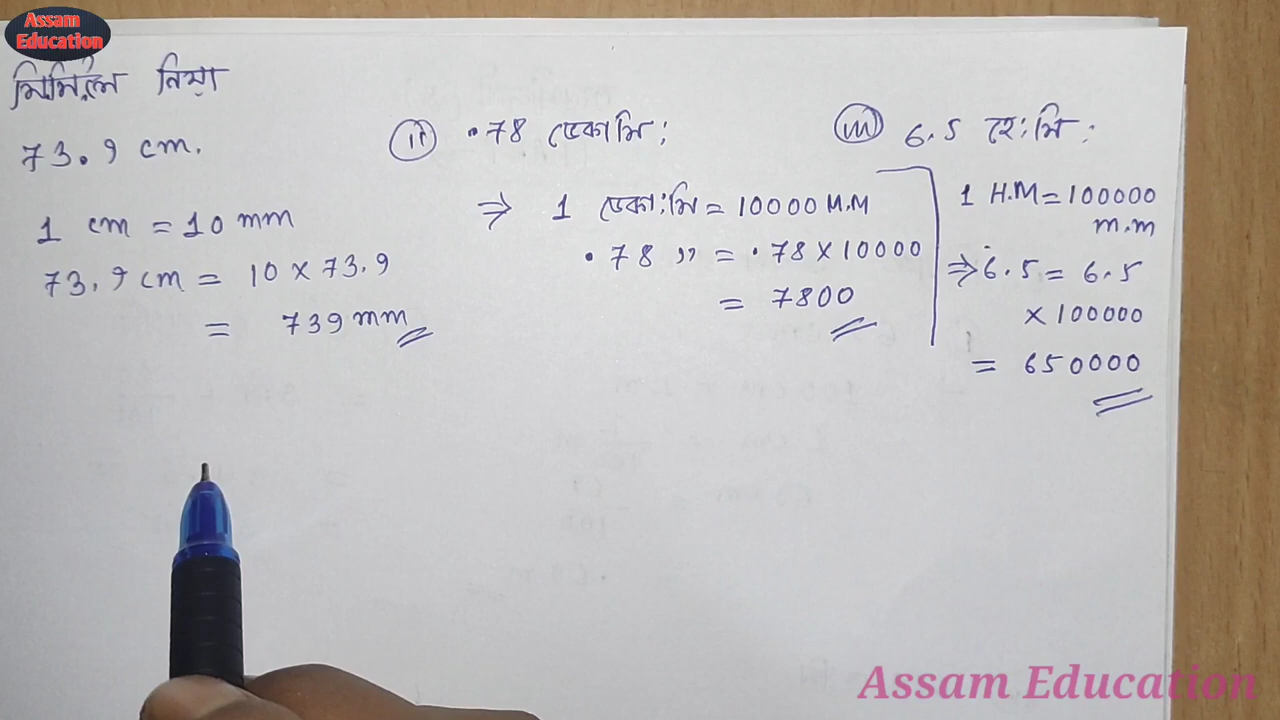 Assam
Education
মিমিলৈ নিয়া
73.9 cm.
1 cm = 10 mm
73.9 cm = 10 x 73.9
= 739 mm
(ii) .78 ডেকামি:
⇒ 1 ডেকা:মি = 10000 M.M
.78 ,, = .78 x 10000
= 7800
(iii) 6.5 হে:মি:
1 H.M = 100000
m.m
⇒ 6.5 = 6.5
x 100000
= 650000
Assam Education